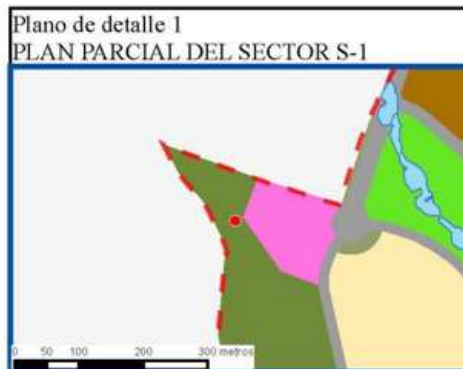 Plano de detalle 1
PLAN PARCIAL DEL SECTOR S-1
0 50 100 200 300 metros